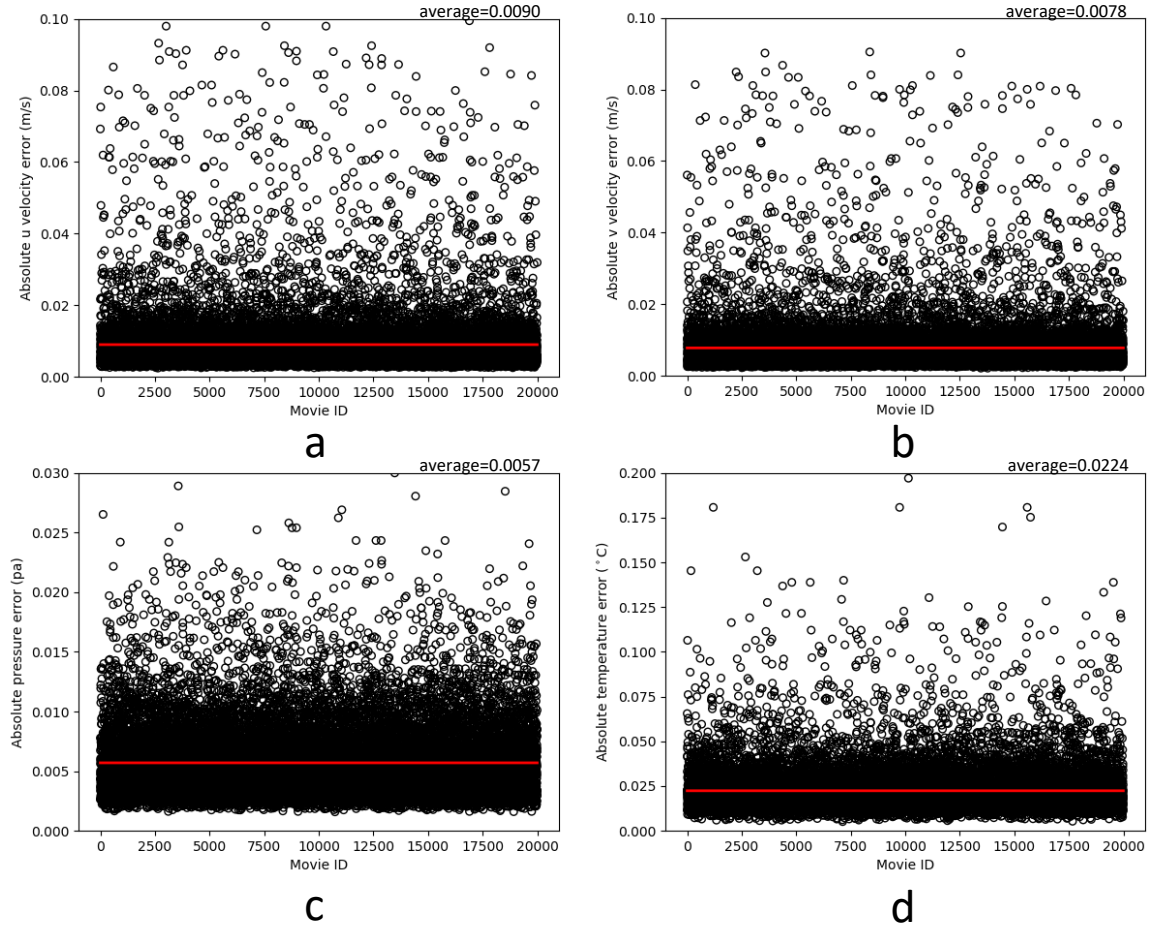 average=0.0090
0.10
0.08
0.06
0.04
0.02
0.00
Absolute u velocity error (m/s)
0 2500 5000 7500 10000 12500 15000 17500 20000
Movie ID
a
average=0.0078
0.10
0.08
0.06
0.04
0.02
0.00
Absolute v velocity error (m/s)
0 2500 5000 7500 10000 12500 15000 17500 20000
Movie ID
b
average=0.0057
0.030
0.025
0.020
0.015
0.010
0.005
0.000
Absolute pressure error (pa)
0 2500 5000 7500 10000 12500 15000 17500 20000
Movie ID
c
average=0.0224
0.200
0.175
0.150
0.125
0.100
0.075
0.050
0.025
0.000
Absolute temperature error (°C)
0 2500 5000 7500 10000 12500 15000 17500 20000
Movie ID
d